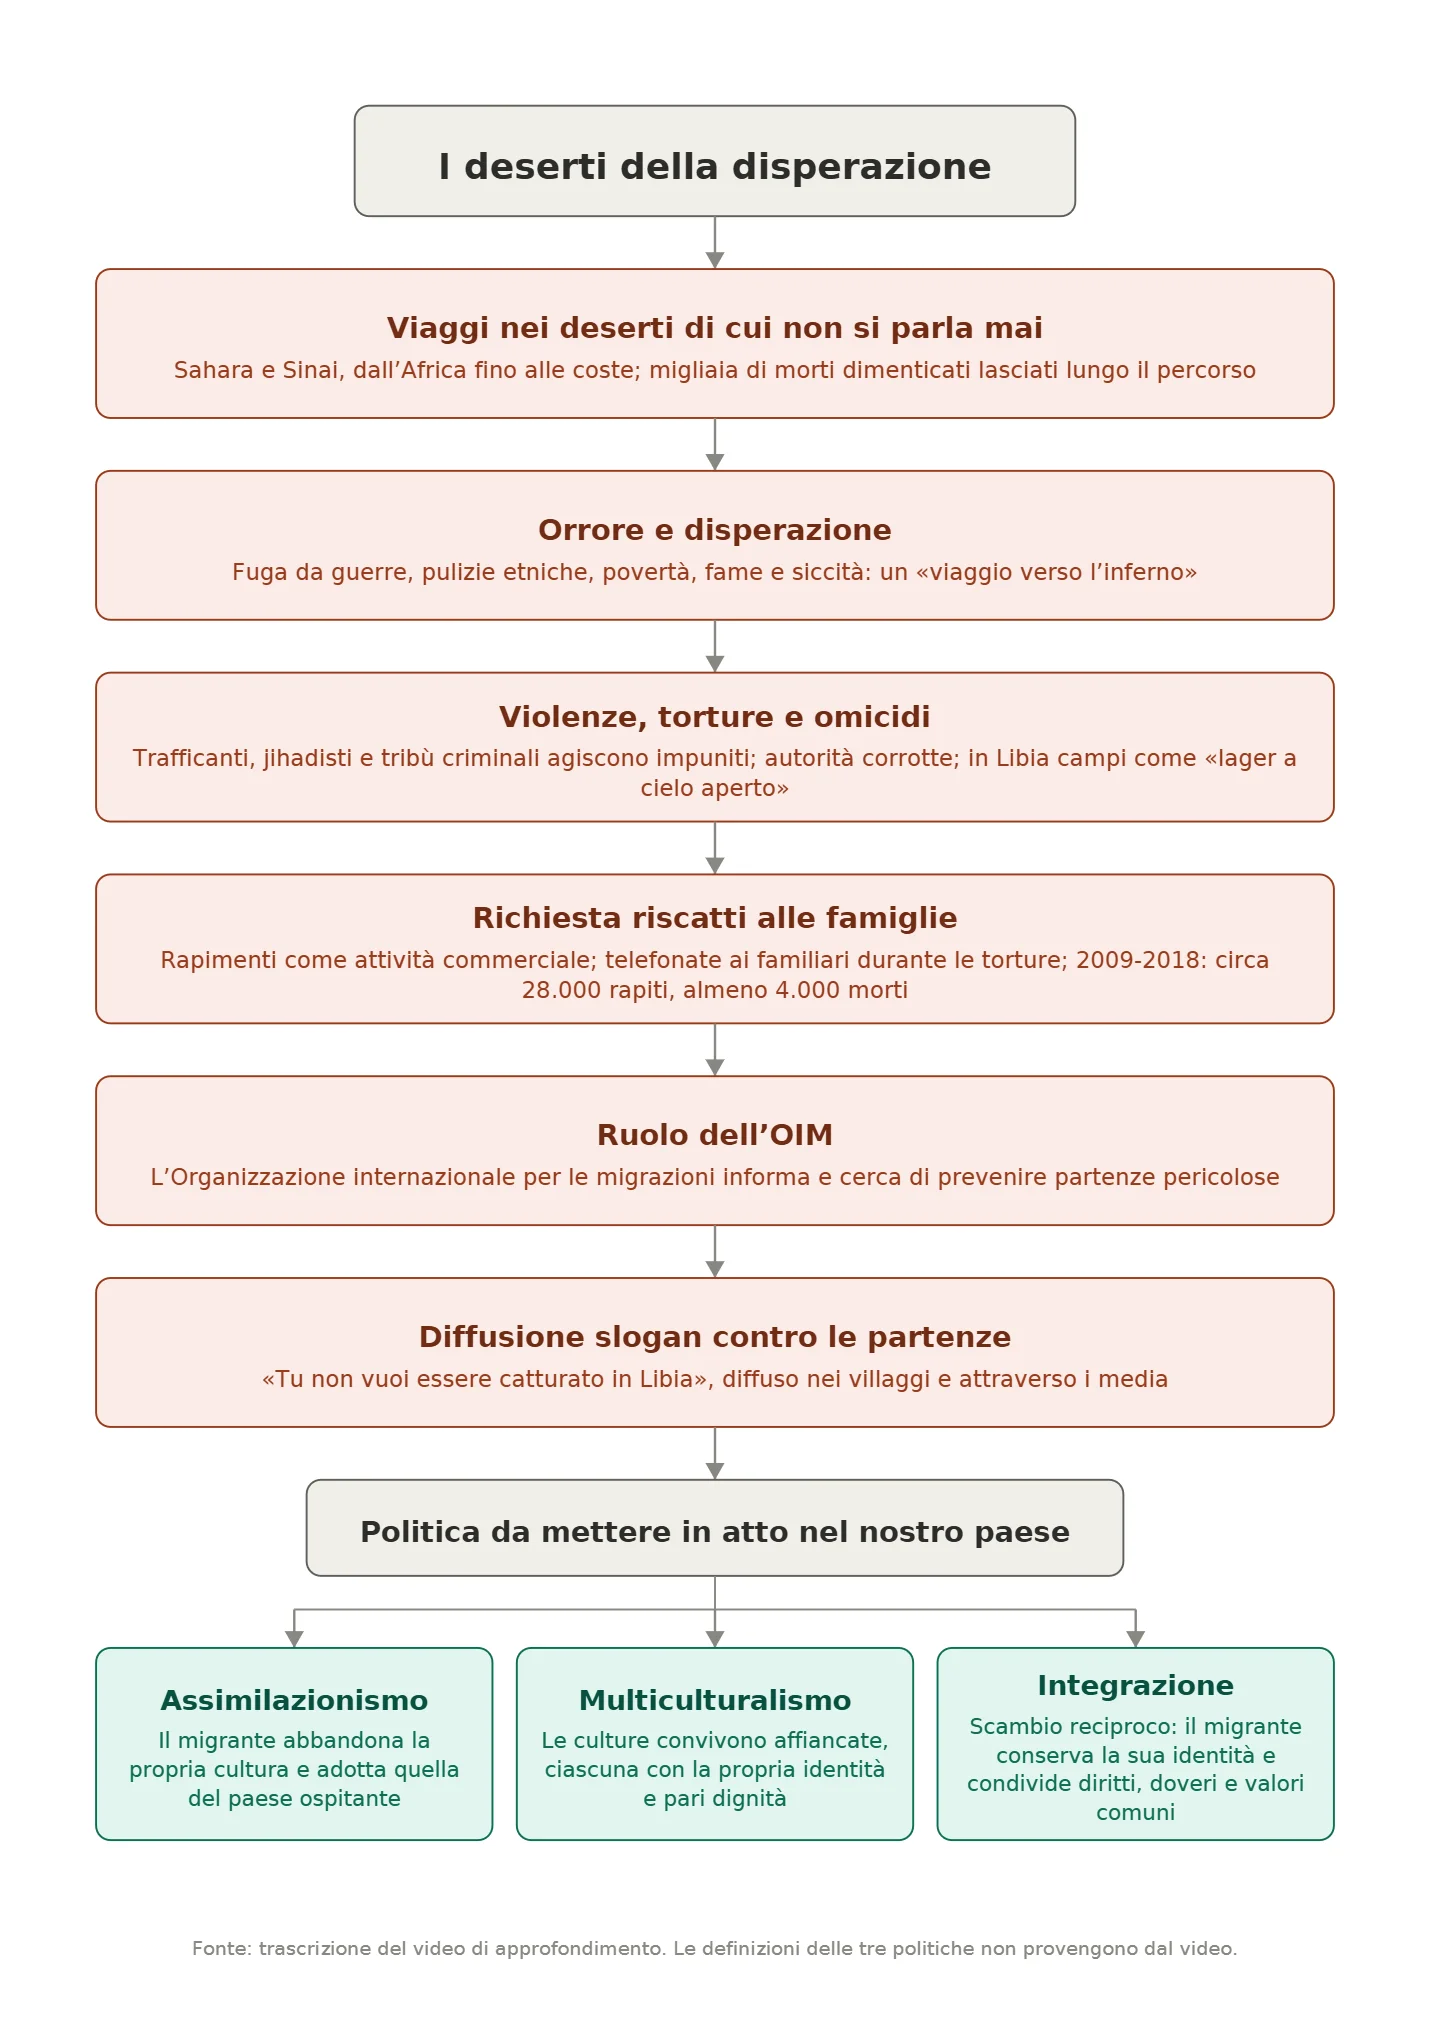 I deserti della disperazione
Viaggi nei deserti di cui non si parla mai
Sahara e Sinai, dall’Africa fino alle coste; migliaia di morti dimenticati lasciati lungo il percorso
Orrore e disperazione
Fuga da guerre, pulizie etniche, povertà, fame e siccità: un «viaggio verso l’inferno»
Violenze, torture e omicidi
Trafficanti, jihadisti e tribù criminali agiscono impuniti; autorità corrotte; in Libia campi come «lager a
cielo aperto»
Richiesta riscatti alle famiglie
Rapimenti come attività commerciale; telefonate ai familiari durante le torture; 2009-2018: circa
28.000 rapiti, almeno 4.000 morti
Ruolo dell’OIM
L’Organizzazione internazionale per le migrazioni informa e cerca di prevenire partenze pericolose
Diffusione slogan contro le partenze
«Tu non vuoi essere catturato in Libia», diffuso nei villaggi e attraverso i media
Politica da mettere in atto nel nostro paese
Assimilazionismo
Il migrante abbandona la
propria cultura e adotta quella
del paese ospitante
Multiculturalismo
Le culture convivono affiancate,
ciascuna con la propria identità
e pari dignità
Integrazione
Scambio reciproco: il migrante
conserva la sua identità e
condivide diritti, doveri e valori
comuni
Fonte: trascrizione del video di approfondimento. Le definizioni delle tre politiche non provengono dal video.